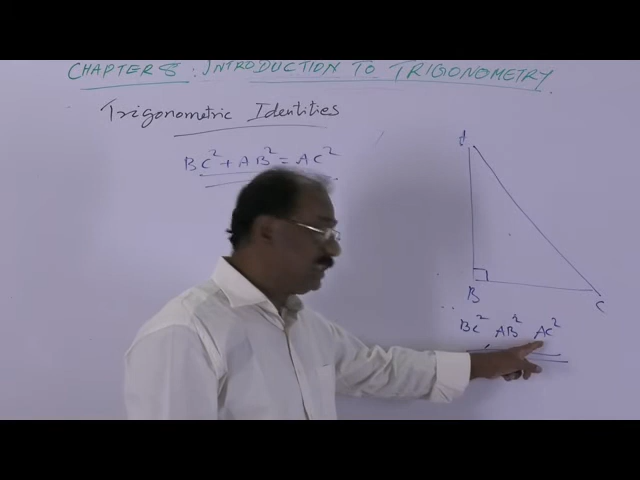 CHAPTER 8 : INTRODUCTION TO TRIGONOMETRY
Trigonometric Identities
BC² + AB² = AC²
A
B
C
BC² AB² AC²